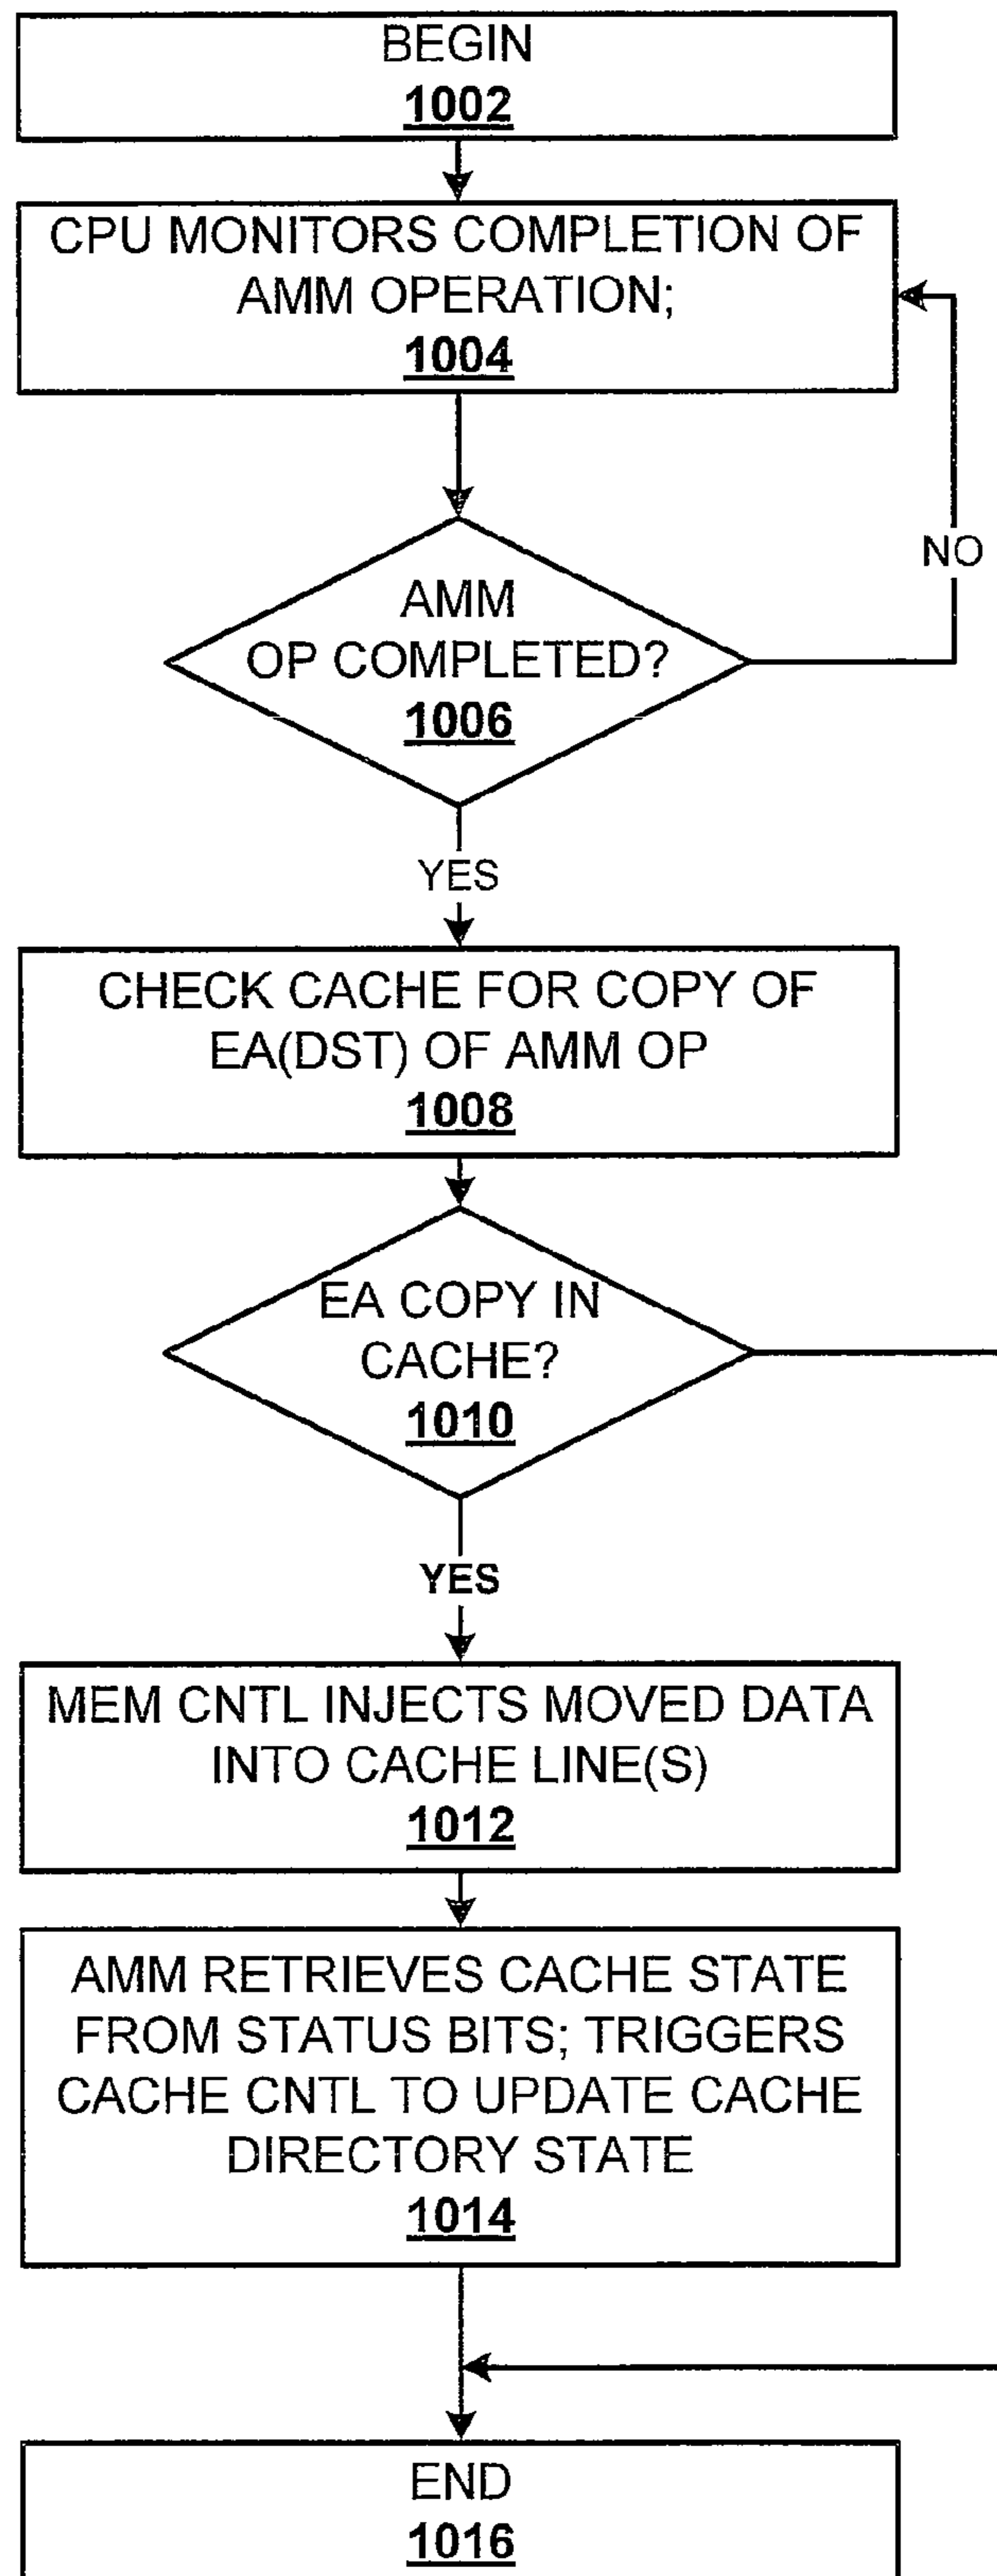 BEGIN
1002
CPU MONITORS COMPLETION OF
AMM OPERATION;
1004
NO
AMM
OP COMPLETED?
1006
YES
CHECK CACHE FOR COPY OF
EA(DST) OF AMM OP
1008
EA COPY IN
CACHE?
1010
YES
MEM CNTL INJECTS MOVED DATA
INTO CACHE LINE(S)
1012
AMM RETRIEVES CACHE STATE
FROM STATUS BITS; TRIGGERS
CACHE CNTL TO UPDATE CACHE
DIRECTORY STATE
1014
END
1016